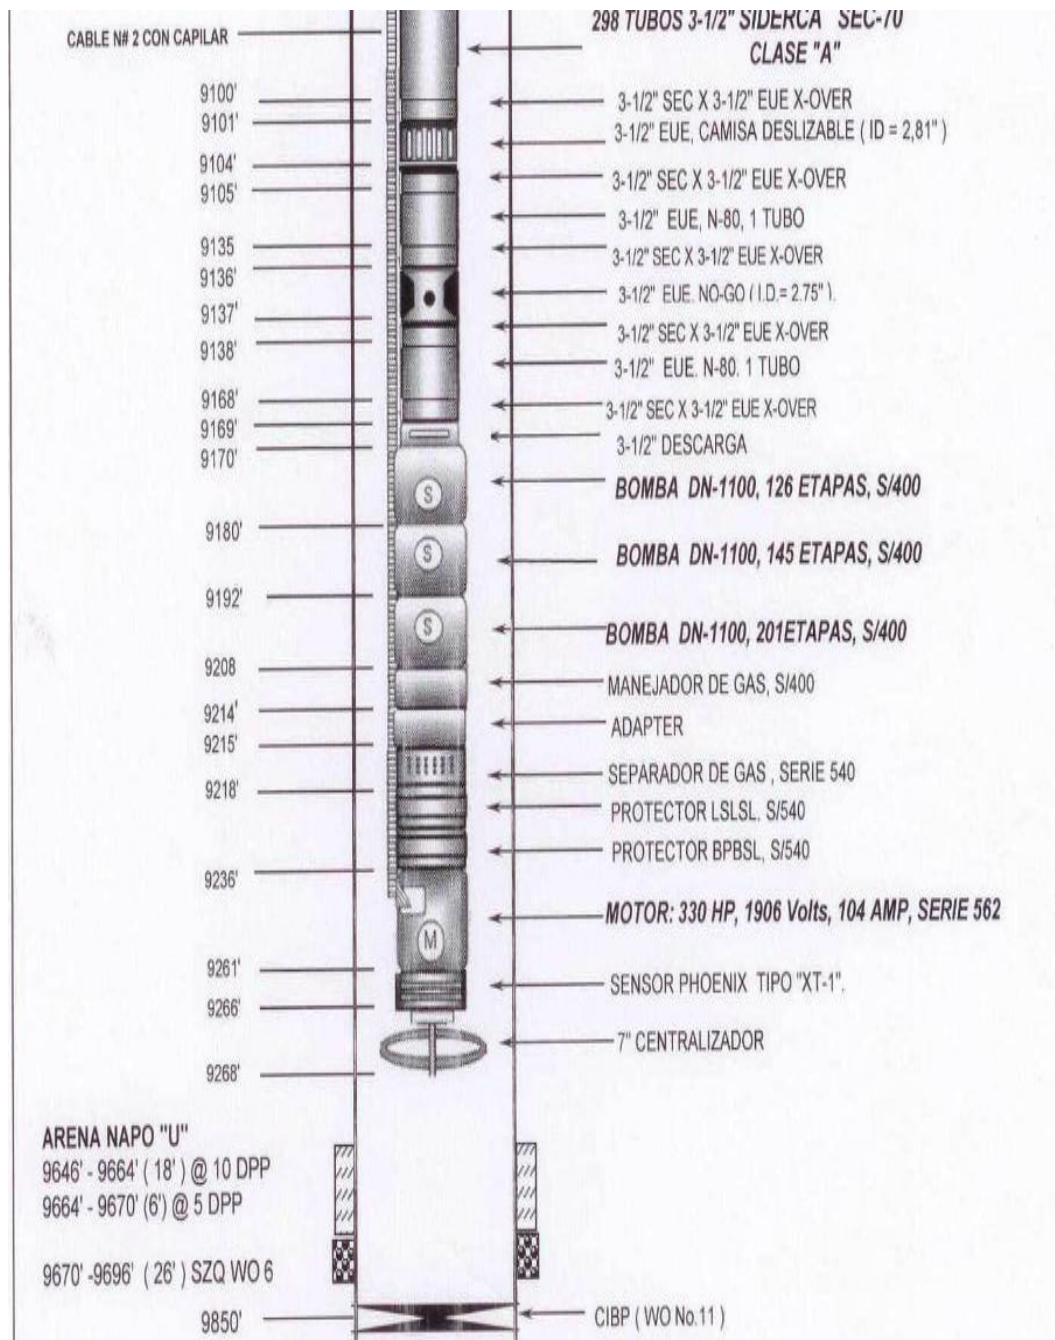 298 TUBOS 3-1/2" SIDERCA SEC-70
CLASE "A"
CABLE N# 2 CON CAPILAR
9100'
3-1/2" SEC X 3-1/2" EUE X-OVER
9101'
3-1/2" EUE, CAMISA DESLIZABLE ( ID = 2,81" )
9104'
3-1/2" SEC X 3-1/2" EUE X-OVER
9105'
3-1/2" EUE, N-80, 1 TUBO
9135
3-1/2" SEC X 3-1/2" EUE X-OVER
9136'
3-1/2" EUE. NO-GO ( I.D.= 2.75" ).
9137'
3-1/2" SEC X 3-1/2" EUE X-OVER
9138'
3-1/2" EUE. N-80. 1 TUBO
9168'
3-1/2" SEC X 3-1/2" EUE X-OVER
9169'
3-1/2" DESCARGA
9170'
S
BOMBA DN-1100, 126 ETAPAS, S/400
9180'
S
BOMBA DN-1100, 145 ETAPAS, S/400
9192'
S
BOMBA DN-1100, 201ETAPAS, S/400
9208
MANEJADOR DE GAS, S/400
9214'
ADAPTER
9215'
SEPARADOR DE GAS , SERIE 540
9218'
PROTECTOR LSLSL. S/540
PROTECTOR BPBSL, S/540
9236'
MOTOR: 330 HP, 1906 Volts, 104 AMP, SERIE 562
M
9261'
SENSOR PHOENIX TIPO "XT-1".
9266'
7" CENTRALIZADOR
9268'
ARENA NAPO "U"
9646' - 9664' ( 18' ) @ 10 DPP
9664' - 9670' (6') @ 5 DPP
9670' -9696' ( 26' ) SZQ WO 6
9850'
CIBP ( WO No.11 )